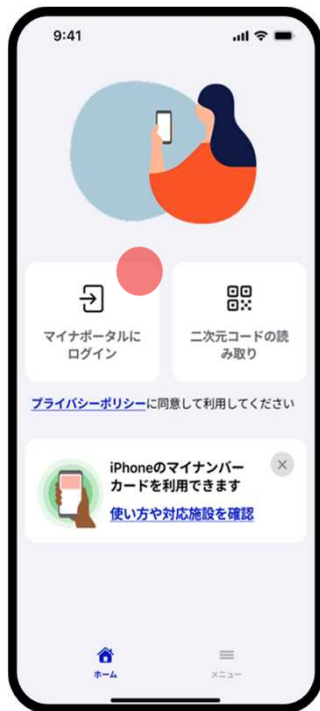 9:41
マイナポータルに
ログイン
二次元コードの読
み取り
プライバシーポリシーに同意して利用してください
iPhoneのマイナンバー
カードを利用できます
使い方や対応施設を確認
ホーム
メニュー